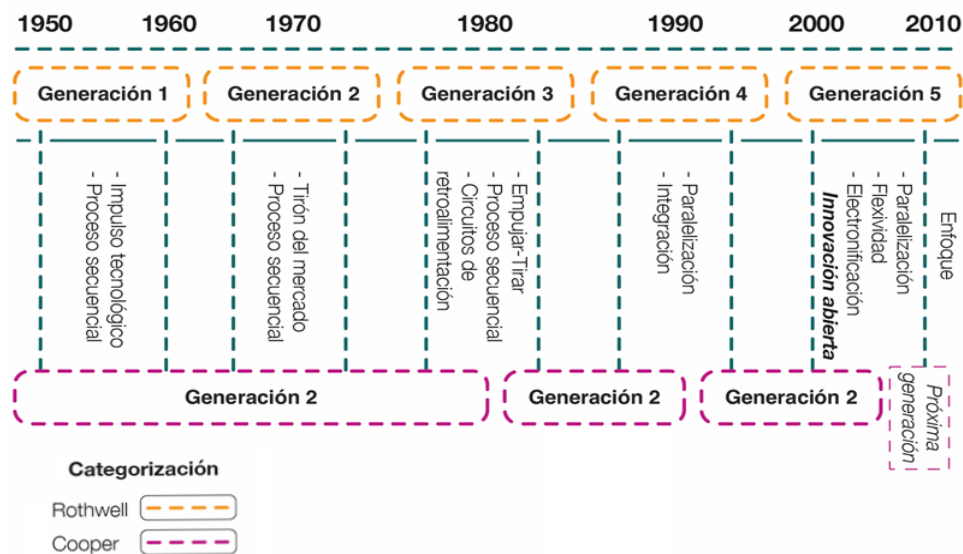 1950 1960 1970 1980 1990 2000 2010
Generación 1 Generación 2 Generación 3 Generación 4 Generación 5
- Impulso tecnológico
- Proceso secuencial
- Tirón del mercado
- Proceso secuencial
- Empujar-Tirar
- Proceso secuencial
- Circuitos de
retroalimentación
- Paralelización
- Integración
Enfoque
- Paralelización
- Flexividad
- Electronificación
Innovación abierta
Generación 2 Generación 2 Generación 2
Próxima
generación
Categorización
Rothwell
Cooper